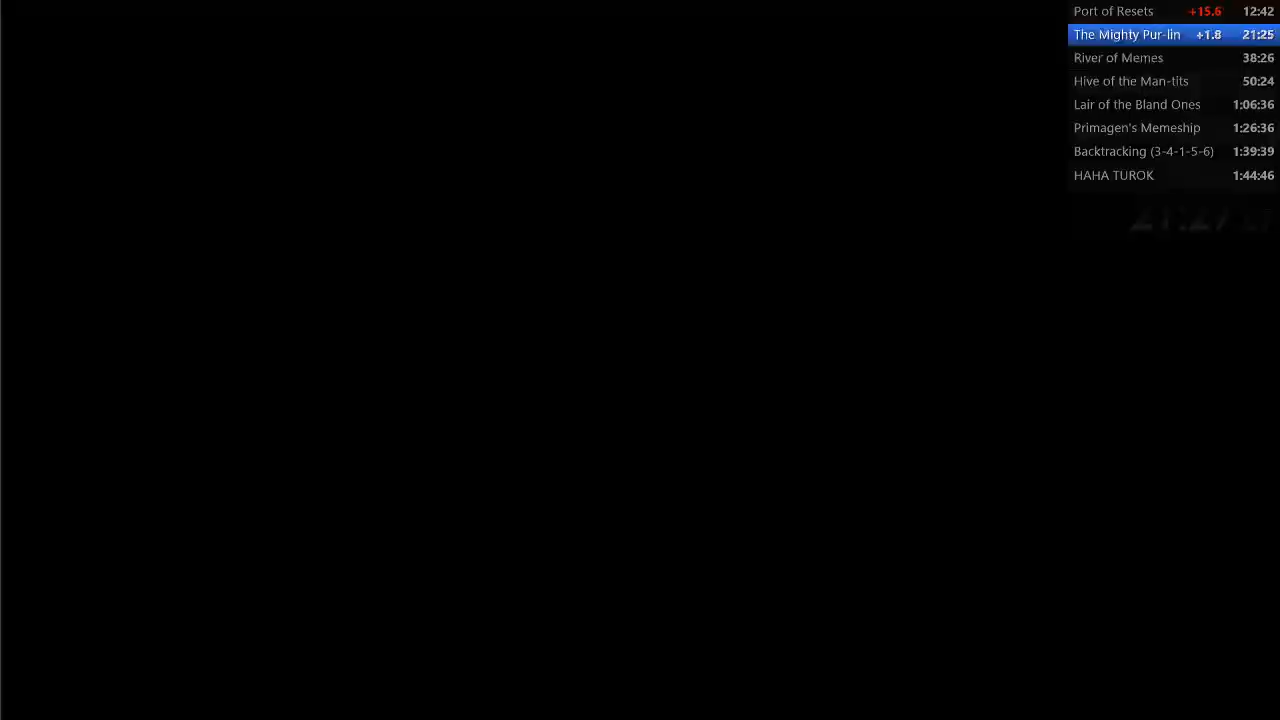 Port of Resets +15.6 12:42
The Mighty Pur-lin +1.8 21:25
River of Memes 38:26
Hive of the Man-tits 50:24
Lair of the Bland Ones 1:06:36
Primagen's Memeship 1:26:36
Backtracking (3-4-1-5-6) 1:39:39
HAHA TUROK 1:44:46